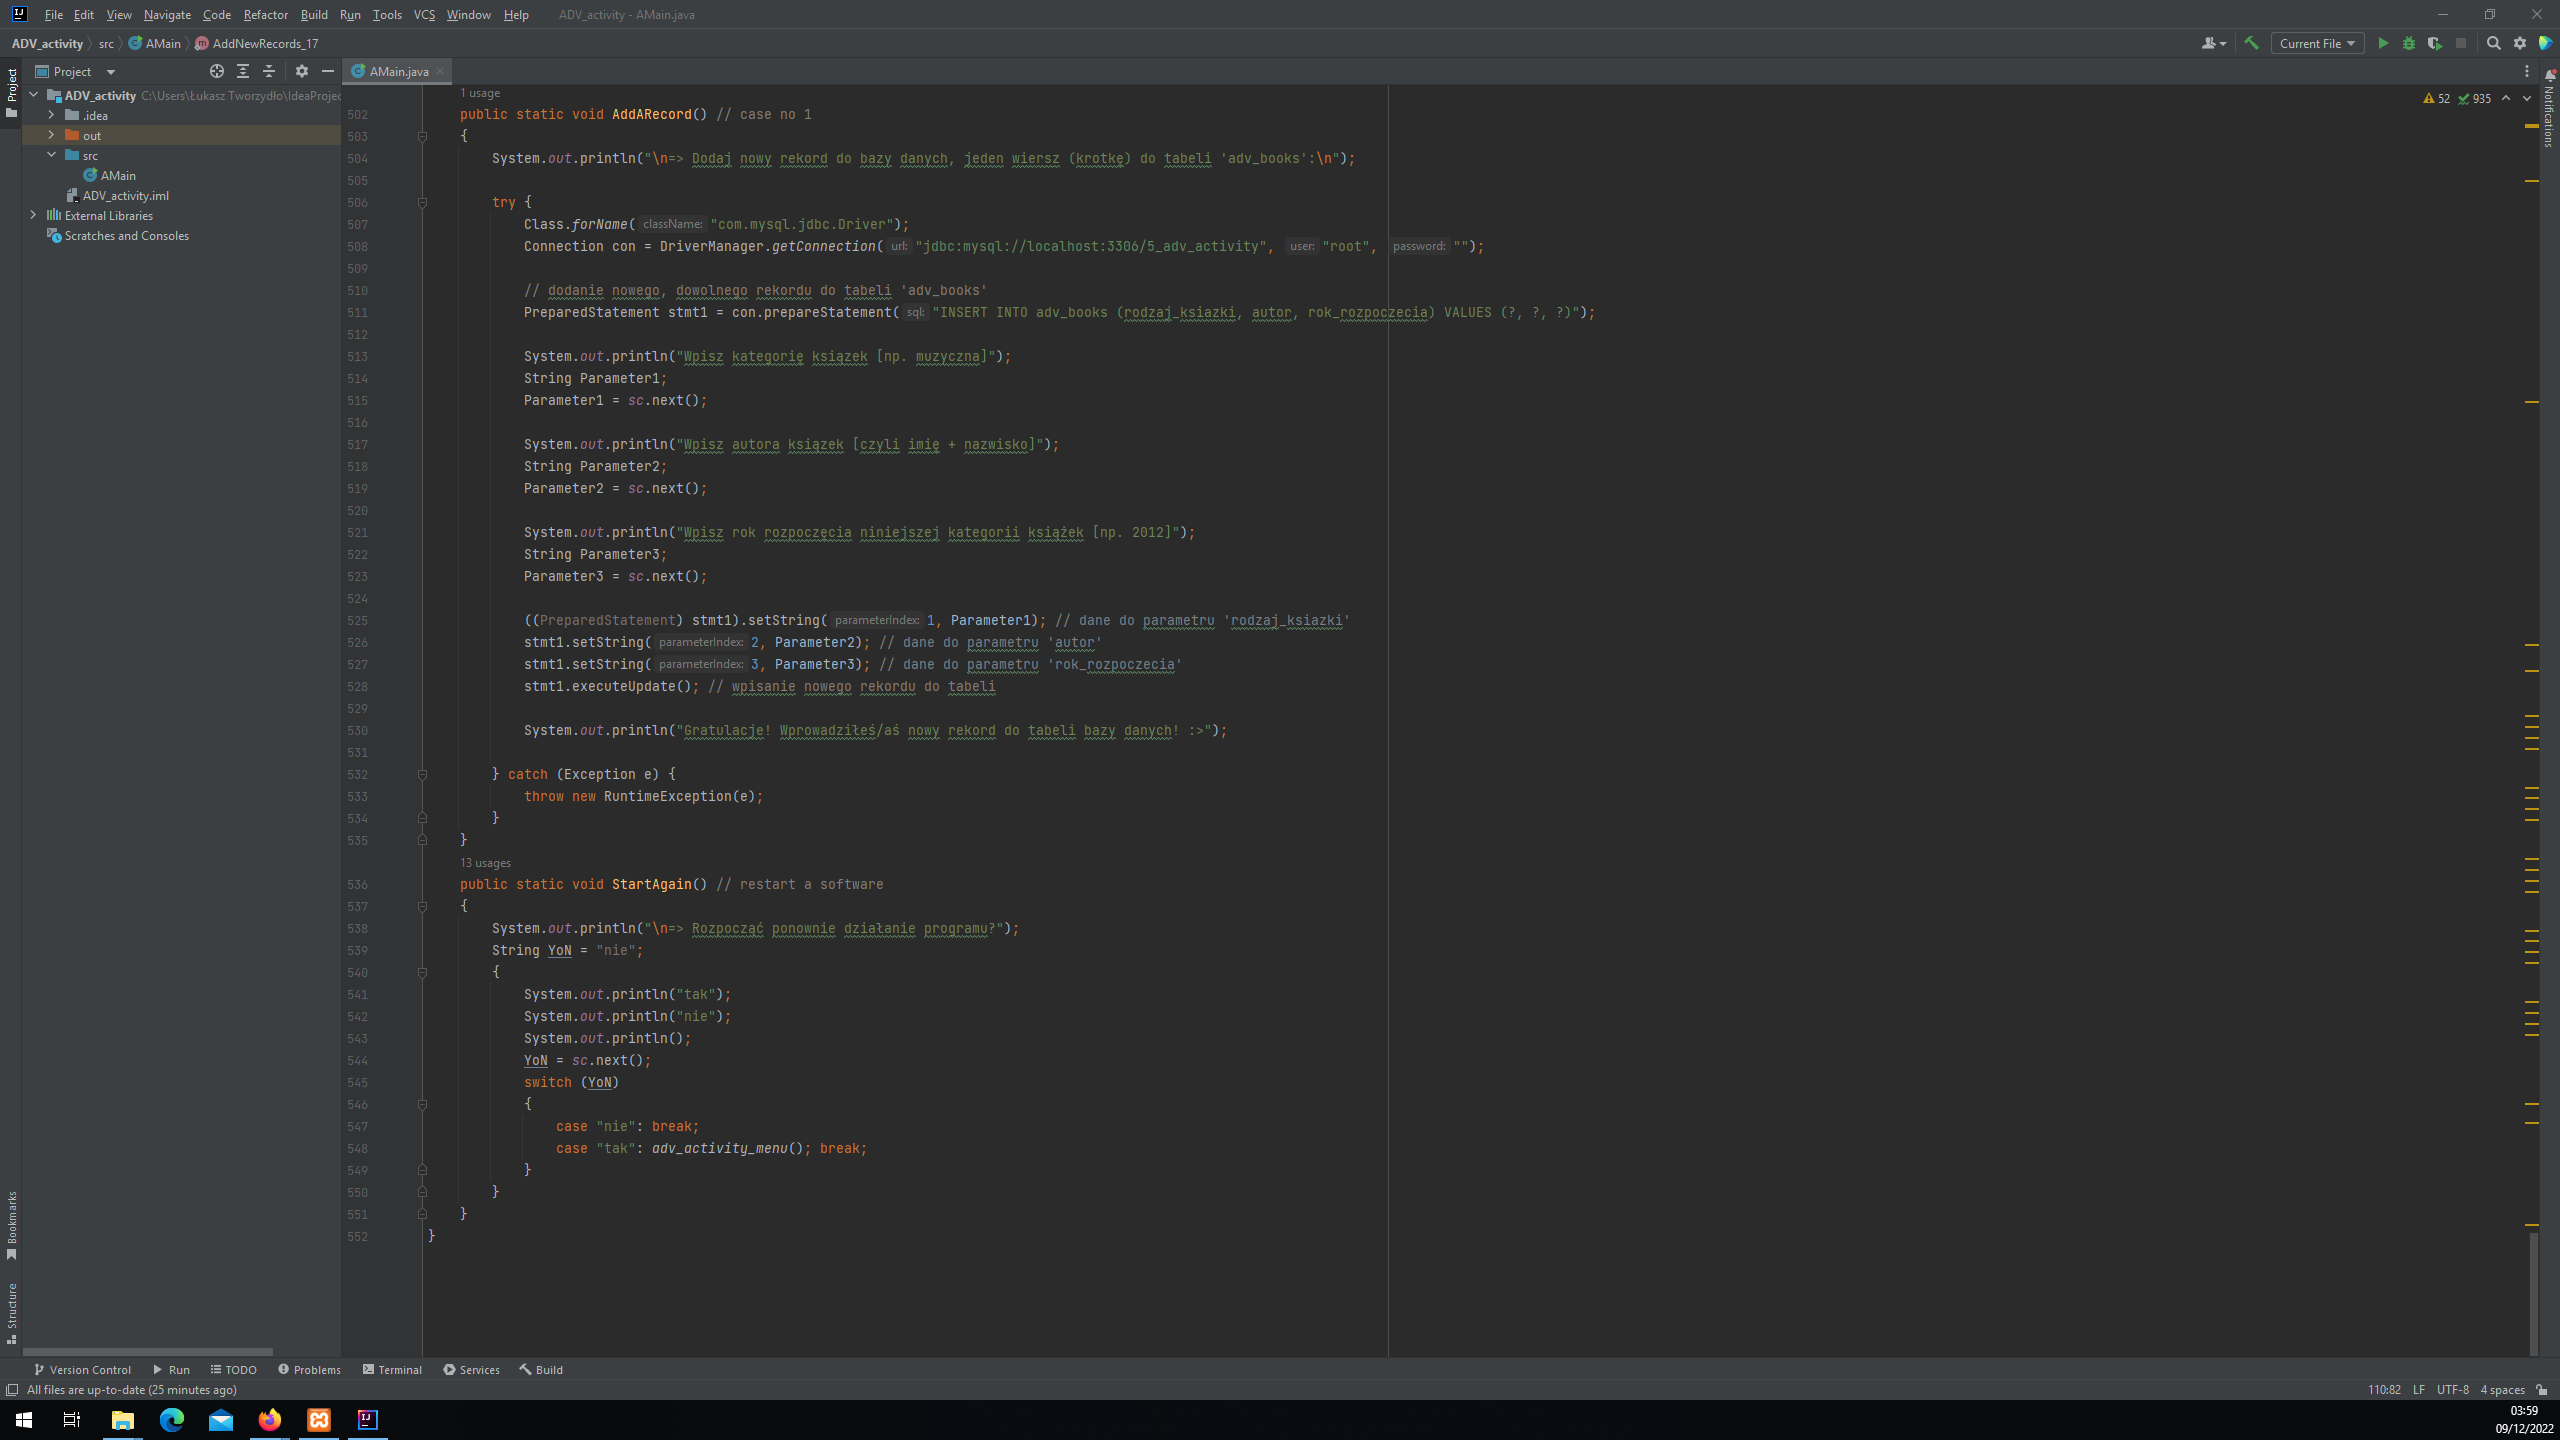 File Edit View Navigate Code Refactor Build Run Tools VCS Window Help ADV_activity - AMain.java
ADV_activity src AMain AddNewRecords_17 Current File
Project AMain.java
ADV_activity C:\Users\Łukasz Tworzydło\IdeaProjec
.idea
out
src
AMain
ADV_activity.iml
External Libraries
Scratches and Consoles
Project
Bookmarks
Structure
Notifications
52 935
1 usage
502 public static void AddARecord() // case no 1
503 {
504 System.out.println("\n=> Dodaj nowy rekord do bazy danych, jeden wiersz (krotkę) do tabeli 'adv_books':\n");
505
506 try {
507 Class.forName( className: "com.mysql.jdbc.Driver");
508 Connection con = DriverManager.getConnection( url: "jdbc:mysql://localhost:3306/5_adv_activity", user: "root", password: "");
509
510 // dodanie nowego, dowolnego rekordu do tabeli 'adv_books'
511 PreparedStatement stmt1 = con.prepareStatement( sql: "INSERT INTO adv_books (rodzaj_ksiazki, autor, rok_rozpoczecia) VALUES (?, ?, ?)");
512
513 System.out.println("Wpisz kategorię książek [np. muzyczna]");
514 String Parameter1;
515 Parameter1 = sc.next();
516
517 System.out.println("Wpisz autora książek [czyli imię + nazwisko]");
518 String Parameter2;
519 Parameter2 = sc.next();
520
521 System.out.println("Wpisz rok rozpoczęcia niniejszej kategorii książek [np. 2012]");
522 String Parameter3;
523 Parameter3 = sc.next();
524
525 ((PreparedStatement) stmt1).setString( parameterIndex: 1, Parameter1); // dane do parametru 'rodzaj_ksiazki'
526 stmt1.setString( parameterIndex: 2, Parameter2); // dane do parametru 'autor'
527 stmt1.setString( parameterIndex: 3, Parameter3); // dane do parametru 'rok_rozpoczecia'
528 stmt1.executeUpdate(); // wpisanie nowego rekordu do tabeli
529
530 System.out.println("Gratulacje! Wprowadziłeś/aś nowy rekord do tabeli bazy danych! :>");
531
532 } catch (Exception e) {
533 throw new RuntimeException(e);
534 }
535 }
13 usages
536 public static void StartAgain() // restart a software
537 {
538 System.out.println("\n=> Rozpocząć ponownie działanie programu?");
539 String YoN = "nie";
540 {
541 System.out.println("tak");
542 System.out.println("nie");
543 System.out.println();
544 YoN = sc.next();
545 switch (YoN)
546 {
547 case "nie": break;
548 case "tak": adv_activity_menu(); break;
549 }
550 }
551 }
552 }
Version Control Run TODO Problems Terminal Services Build
All files are up-to-date (25 minutes ago) 110:82 LF UTF-8 4 spaces
03:59
09/12/2022